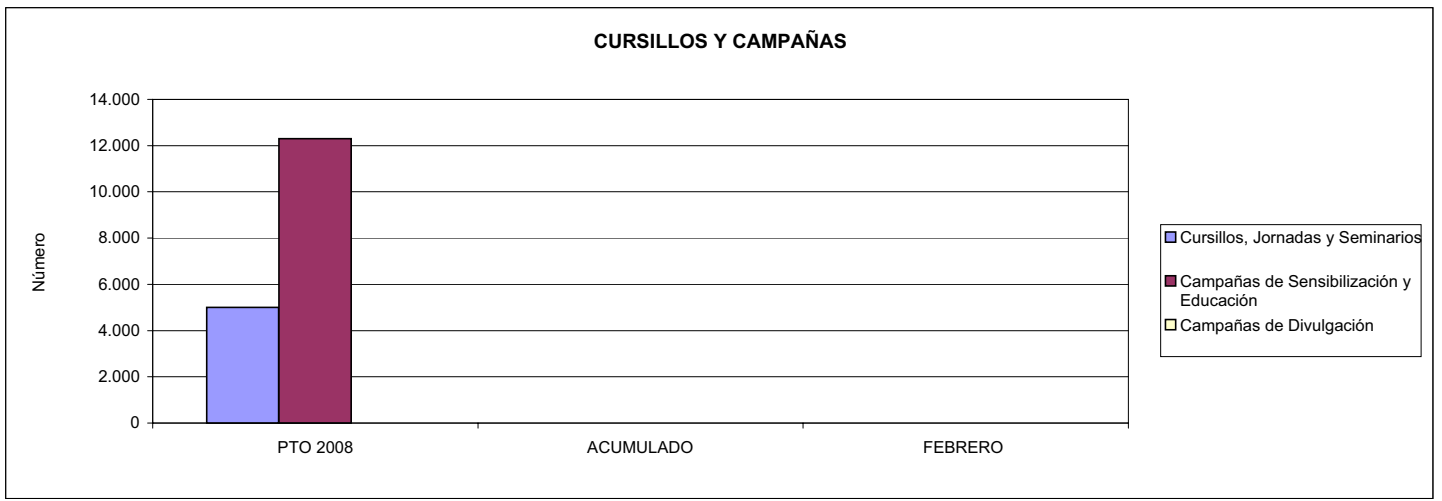 CURSILLOS Y CAMPAÑAS
14.000
12.000
10.000
8.000
6.000
4.000
2.000
0
Número
PTO 2008
ACUMULADO
FEBRERO
Cursillos, Jornadas y Seminarios
Campañas de Sensibilización y
Educación
Campañas de Divulgación